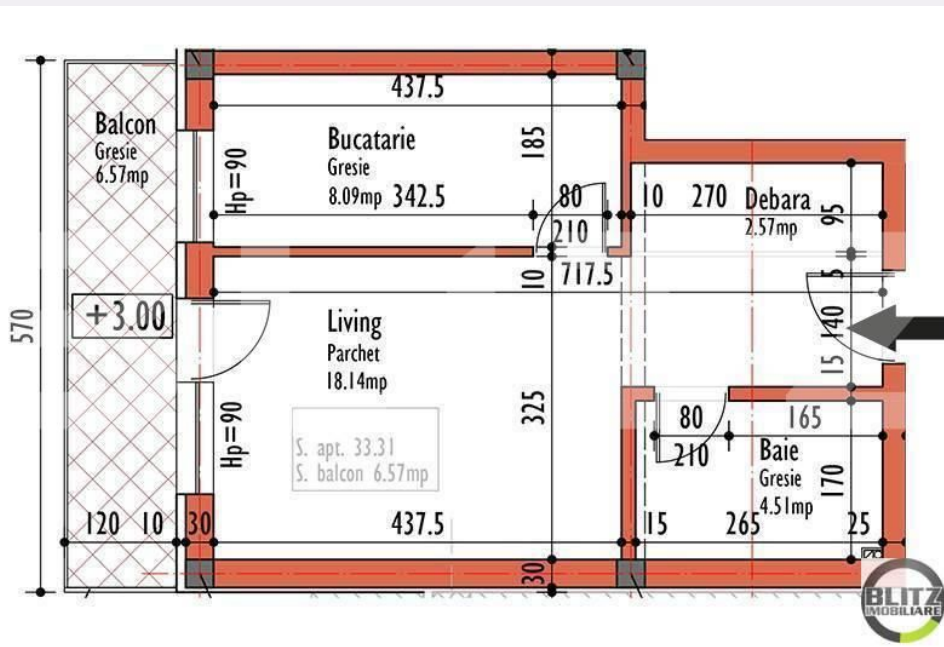 437.5
Balcon
Gresie
6.57mp
Hp=90
Bucatarie
Gresie
8.09mp
342.5
185
80
210
10
270
Debara
2.57mp
95
5
10
717.5
570
+3.00
Living
Parchet
18.14mp
140
15
Hp=90
325
S. apt. 33.31
S. balcon 6.57mp
80
210
165
Baie
Gresie
4.51mp
170
120
10
30
437.5
15
265
25
30
BLITZ
IMOBILIARE